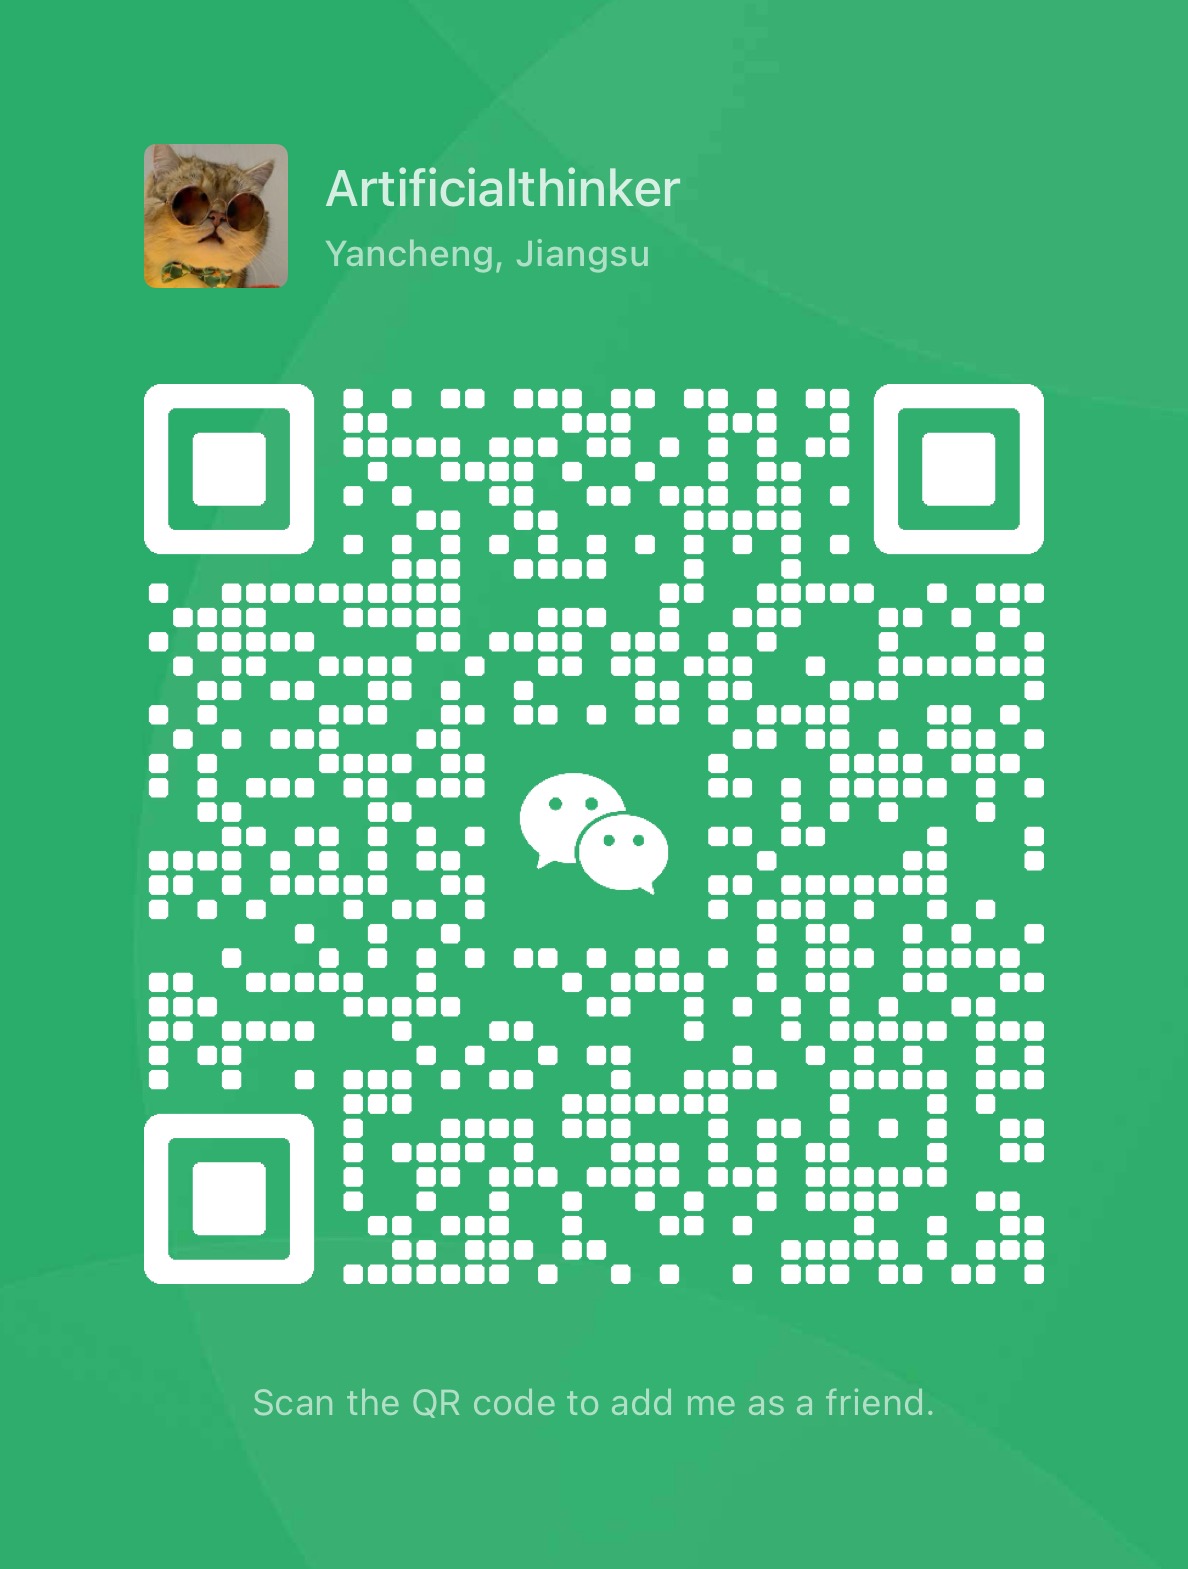 Artificialthinker
Yancheng, Jiangsu
Scan the QR code to add me as a friend.